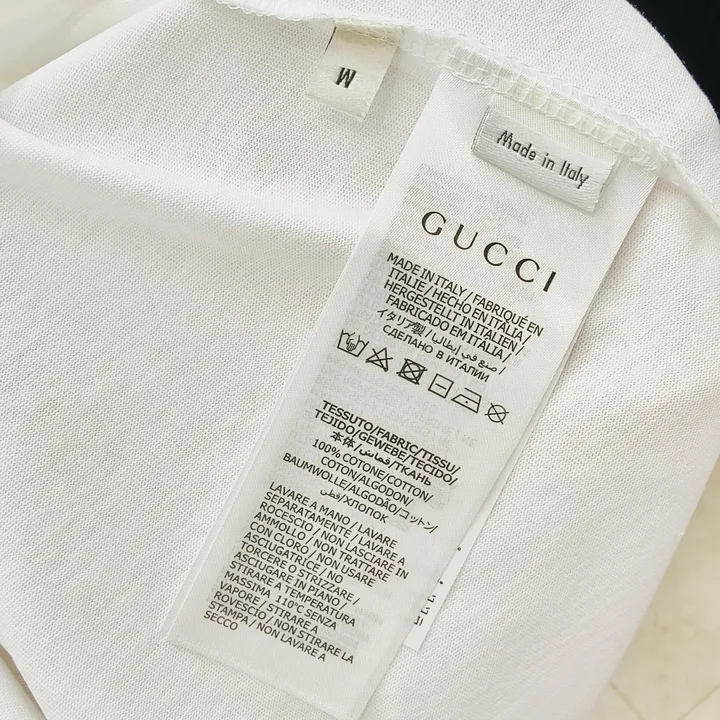 M
Made in Italy
GUCCI
MADE IN ITALY / FABRIQUÉ EN
ITALIE / HECHO EN ITALIA /
HERGESTELLT IN ITALIEN /
FABRICADO EM ITÁLIA /
イタリア製 / صنع في إيطاليا /
СДЕЛАНО В ИТАЛИИ
TESSUTO/FABRIC/TISSU/
TEJIDO/GEWEBE/TECIDO/
本体/قماش/ТКАНЬ
100% COTONE/COTTON/
COTON/ALGODON/
BAUMWOLLE/ALGODÃO/コットン/
قطن/ХЛОПОК
LAVARE A MANO / LAVARE
SEPARATAMENTE / LAVARE A
ROCESCIO / NON LASCIARE IN
AMMOLLO / NON TRATTARE
CON CLORO / NON USARE
ASCIUGATRICE / NO
TORCERE O STRIZZARE /
ASCIUGARE IN PIANO /
STIRARE A TEMPERATURA
MASSIMA 110°C SENZA
VAPORE / STIRARE A
ROVESCIO / NON STIRARE LA
STAMPA / NON LAVARE A
SECCO